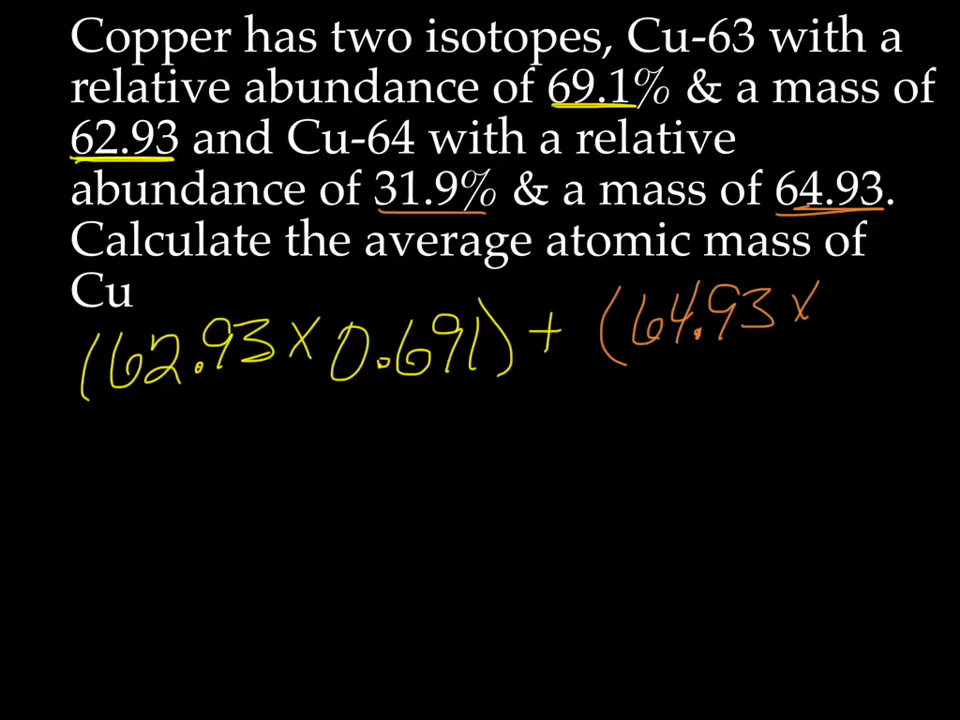 Copper has two isotopes, Cu-63 with a
relative abundance of 69.1% & a mass of
62.93 and Cu-64 with a relative
abundance of 31.9% & a mass of 64.93.
Calculate the average atomic mass of
Cu
(62.93 × 0.691) + (64.93 ×